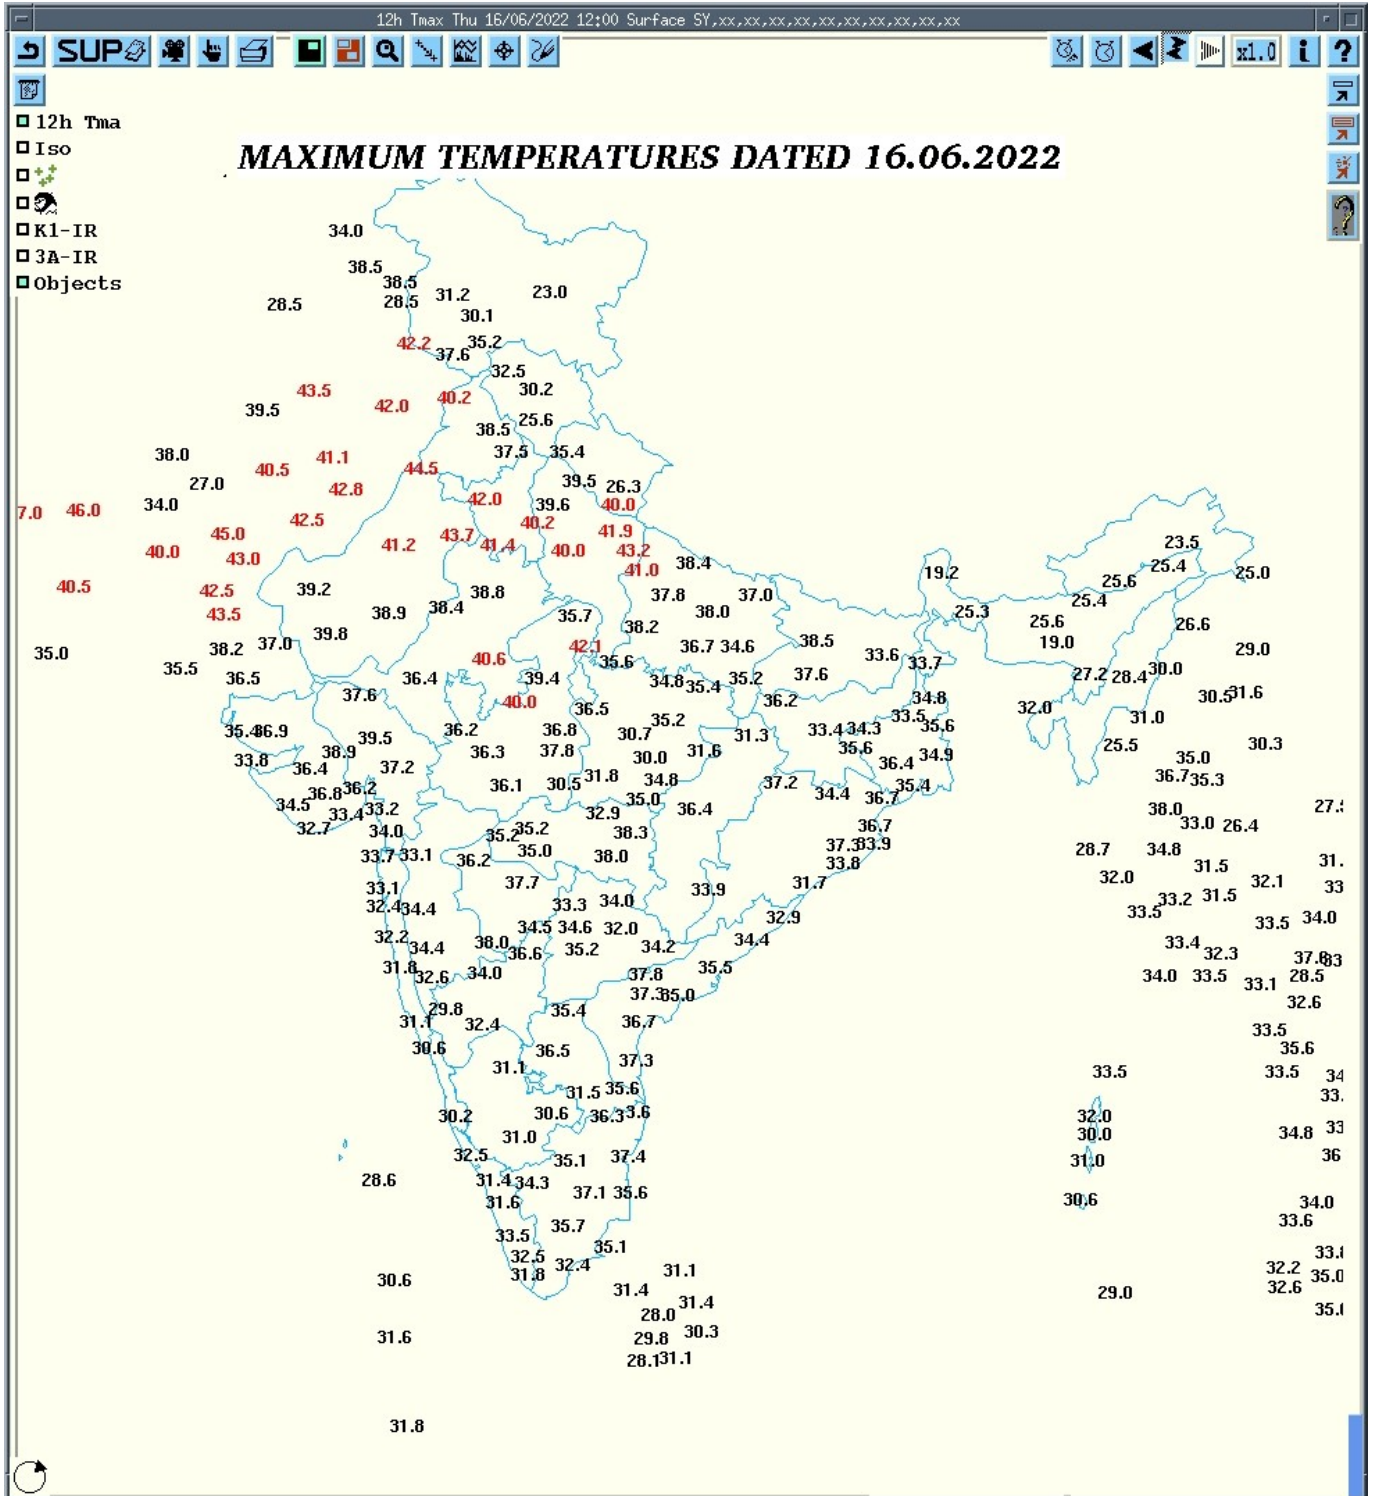 12h Tmax Thu 16/06/2022 12:00 Surface SY,xx,xx,xx,xx,xx,xx,xx,xx,xx,xx
SUP x1.0 i ?
12h Tma
Iso
MAXIMUM TEMPERATURES DATED 16.06.2022
K1-IR
3A-IR
Objects
34.0
38.5
38.5
28.5 28.5 31.2 23.0
30.1
42.2 37.6 35.2
32.5
43.5 30.2
39.5 42.0 40.2
25.6
38.5
38.0 41.1 37.5 35.4
40.5 44.5
27.0 42.8 39.5 26.3
34.0 42.0 39.6 40.0
7.0 46.0 42.5 40.2
45.0 43.7 41.9
40.0 43.0 41.2 41.4 40.0 43.2 23.5
38.4 25.4
41.0 19.2 25.0
40.5 42.5 39.2 38.8 37.8 37.0 25.6
43.5 38.9 38.4 35.7 38.0 25.3 25.4
39.8 38.2 25.6 26.6
35.0 38.2 37.0 42.1 36.7 34.6 38.5 19.0 29.0
35.5 40.6 35.6 33.6 33.7
36.5 36.4 39.4 34.8 35.4 35.2 37.6 27.2 28.4 30.0
37.6 40.0 36.5 36.2 34.8 32.0 30.5 31.6
35.4 36.9 36.2 36.8 35.2 33.5 31.0
39.5 30.7 31.3 33.4 34.3 35.6
33.8 38.9 36.3 37.8 30.0 31.6 35.6 34.9 25.5 30.3
36.4 37.2 36.4 35.0
36.8 36.2 36.1 30.5 31.8 34.8 37.2 35.4 36.7 35.3
34.5 33.4 33.2 32.9 35.0 36.4 34.4 36.7 38.0 27.
32.7 34.0 35.2 35.2 38.3 36.7 33.0 26.4
33.7 33.1 36.2 35.0 38.0 37.3 33.9 28.7 34.8
33.8 31.5 31.
33.1 37.7 33.9 31.7 32.0 32.1 33
32.4 34.4 33.3 34.0 33.2 31.5
32.9 33.5 33.5 34.0
32.2 34.5 34.6 32.0
34.4 38.0 36.6 35.2 34.2 34.4 33.4 32.3
31.8 32.6 34.0 37.8 35.5 34.0 33.5 33.1 28.5
37.3 35.0 32.6
29.8 35.4
31.1 32.4 36.7 33.5
30.6 36.5 35.6
31.1 37.3 33.5 33.5 34
31.5 35.6 33.
30.2 30.6 36.3 3.6 32.0
31.0 30.0 34.8 33
32.5 35.1 37.4 31.0 36
28.6 31.4 34.3
31.6 37.1 35.6 30.6 34.0
33.5 35.7 33.6
32.5 35.1 33.8
30.6 31.8 32.4 31.1 32.2 35.0
31.4 29.0 32.6
31.4 35.
28.0
31.6 29.8 30.3
28.1 31.1
31.8